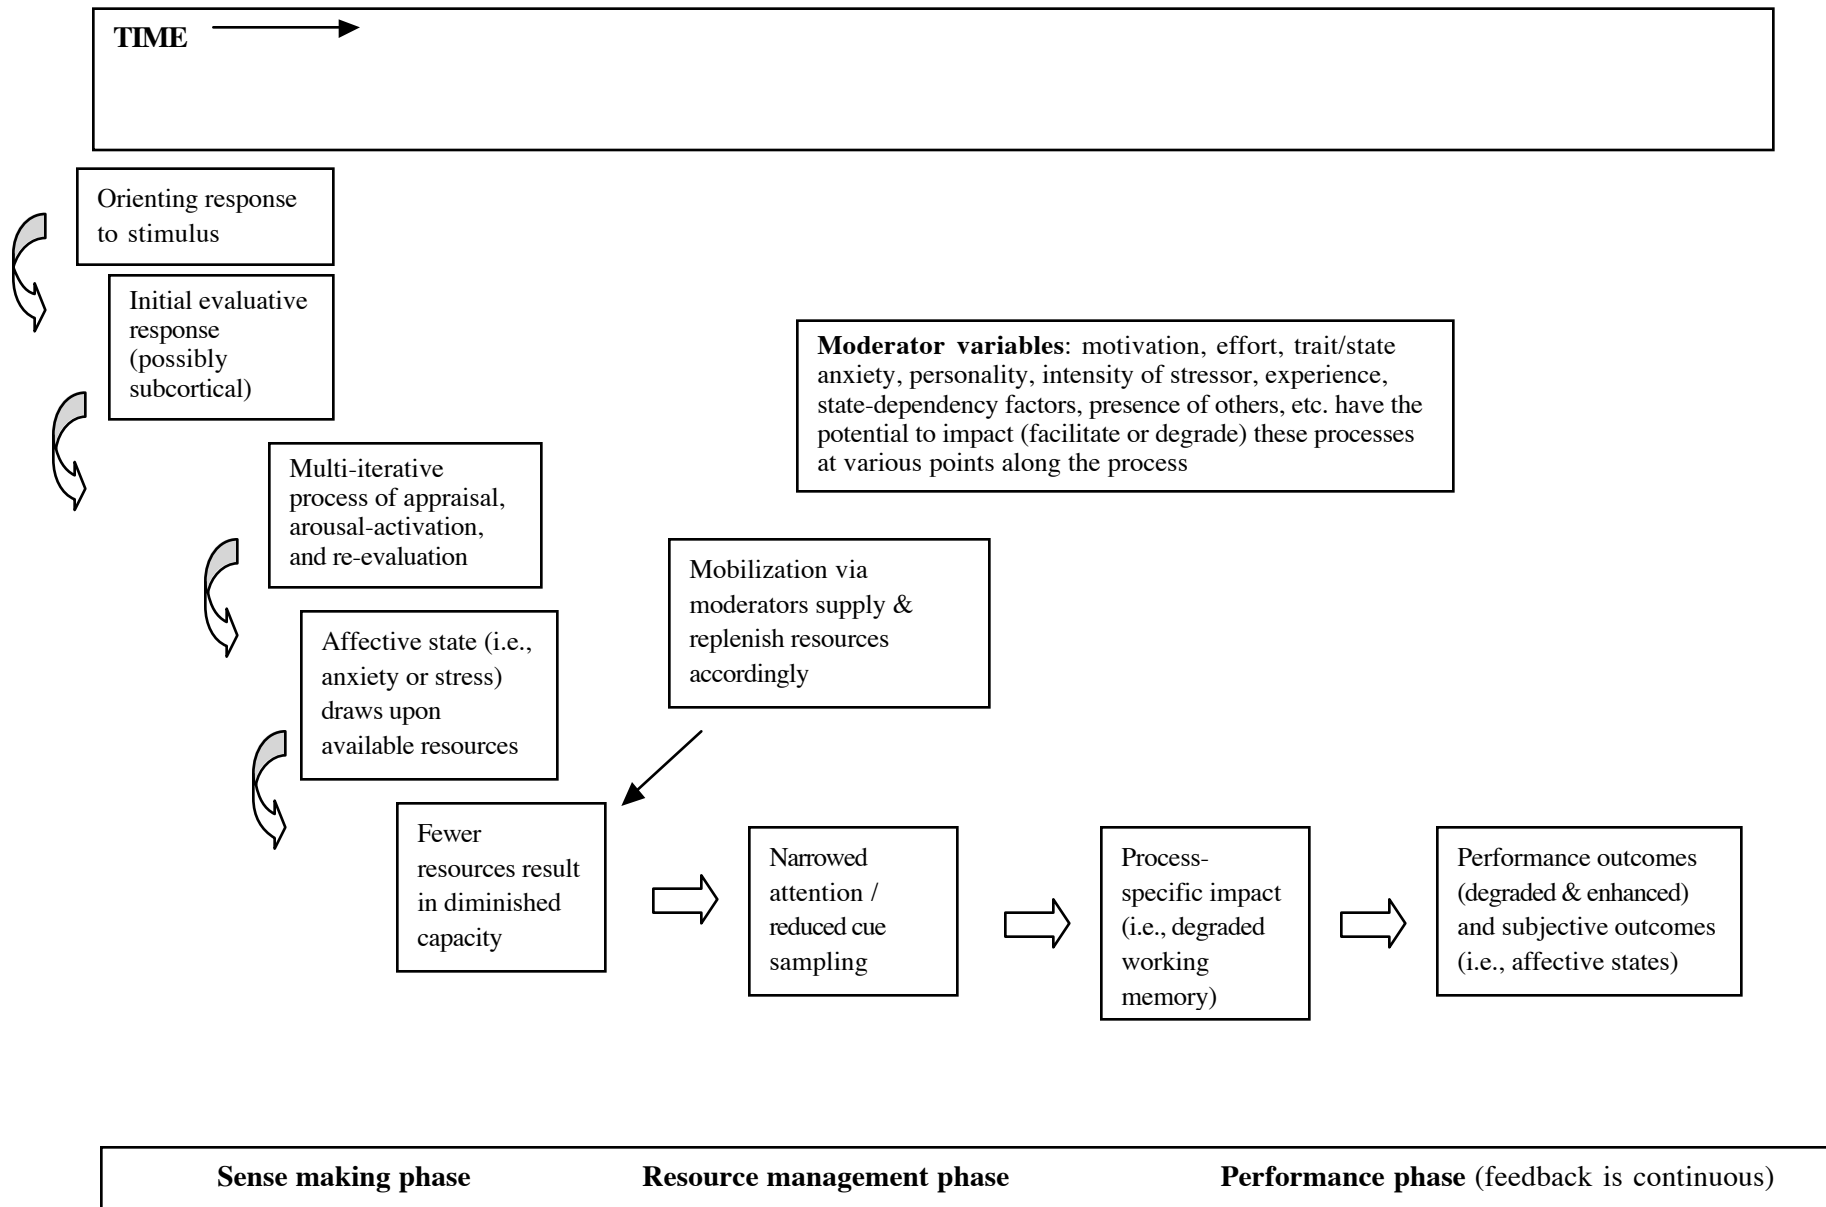 TIME
Orienting response
to stimulus
Initial evaluative
response
(possibly
subcortical)
Moderator variables: motivation, effort, trait/state
anxiety, personality, intensity of stressor, experience,
state-dependency factors, presence of others, etc. have the
potential to impact (facilitate or degrade) these processes
at various points along the process
Multi-iterative
process of appraisal,
arousal-activation,
and re-evaluation
Mobilization via
moderators supply &
replenish resources
accordingly
Affective state (i.e.,
anxiety or stress)
draws upon
available resources
Fewer
resources result
in diminished
capacity
Narrowed
attention /
reduced cue
sampling
Process-
specific impact
(i.e., degraded
working
memory)
Performance outcomes
(degraded & enhanced)
and subjective outcomes
(i.e., affective states)
Sense making phase
Resource management phase
Performance phase (feedback is continuous)